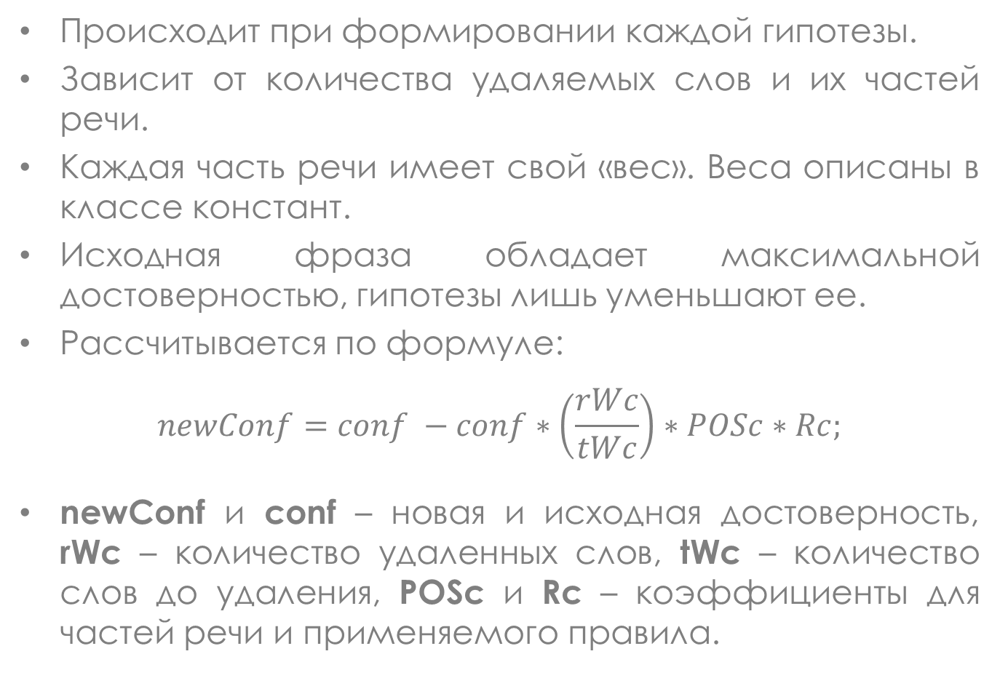 • Происходит при формировании каждой гипотезы.
• Зависит от количества удаляемых слов и их частей
речи.
• Каждая часть речи имеет свой «вес». Веса описаны в
классе констант.
• Исходная фраза обладает максимальной
достоверностью, гипотезы лишь уменьшают ее.
• Рассчитывается по формуле:
newConf = conf − conf ∗ (rWc/tWc) ∗ POSc ∗ Rc;
• newConf и conf – новая и исходная достоверность,
rWc – количество удаленных слов, tWc – количество
слов до удаления, POSc и Rc – коэффициенты для
частей речи и применяемого правила.